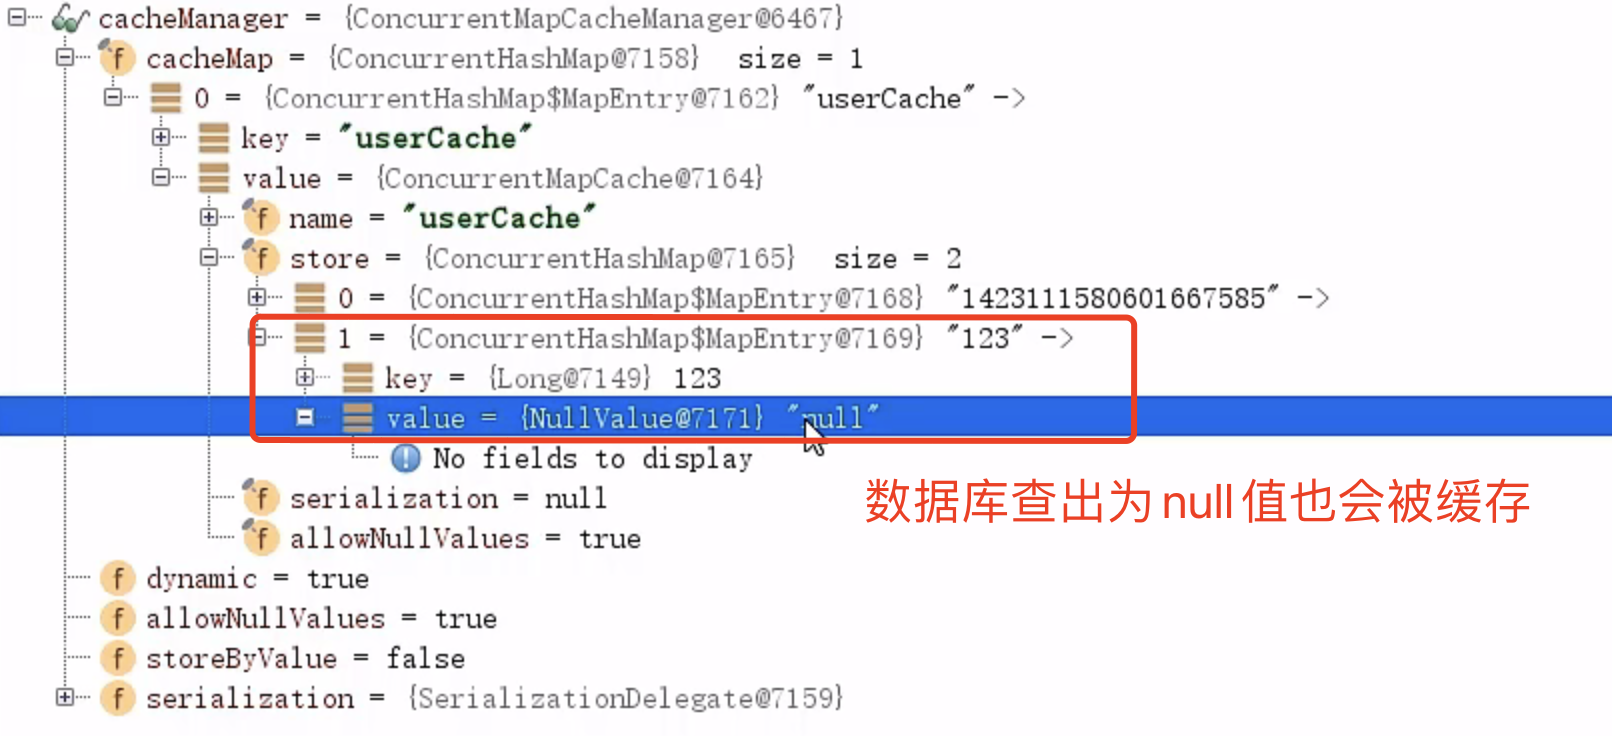 cacheManager = {ConcurrentMapCacheManager@6467}
f cacheMap = {ConcurrentHashMap@7158} size = 1
0 = {ConcurrentHashMap$MapEntry@7162} "userCache" ->
key = "userCache"
value = {ConcurrentMapCache@7164}
f name = "userCache"
f store = {ConcurrentHashMap@7165} size = 2
0 = {ConcurrentHashMap$MapEntry@7168} "1423111580601667585" ->
1 = {ConcurrentHashMap$MapEntry@7169} "123" ->
key = {Long@7149} 123
value = {NullValue@7171} "null"
! No fields to display
f serialization = null
数据库查出为null值也会被缓存
f allowNullValues = true
f dynamic = true
f allowNullValues = true
f storeByValue = false
f serialization = {SerializationDelegate@7159}